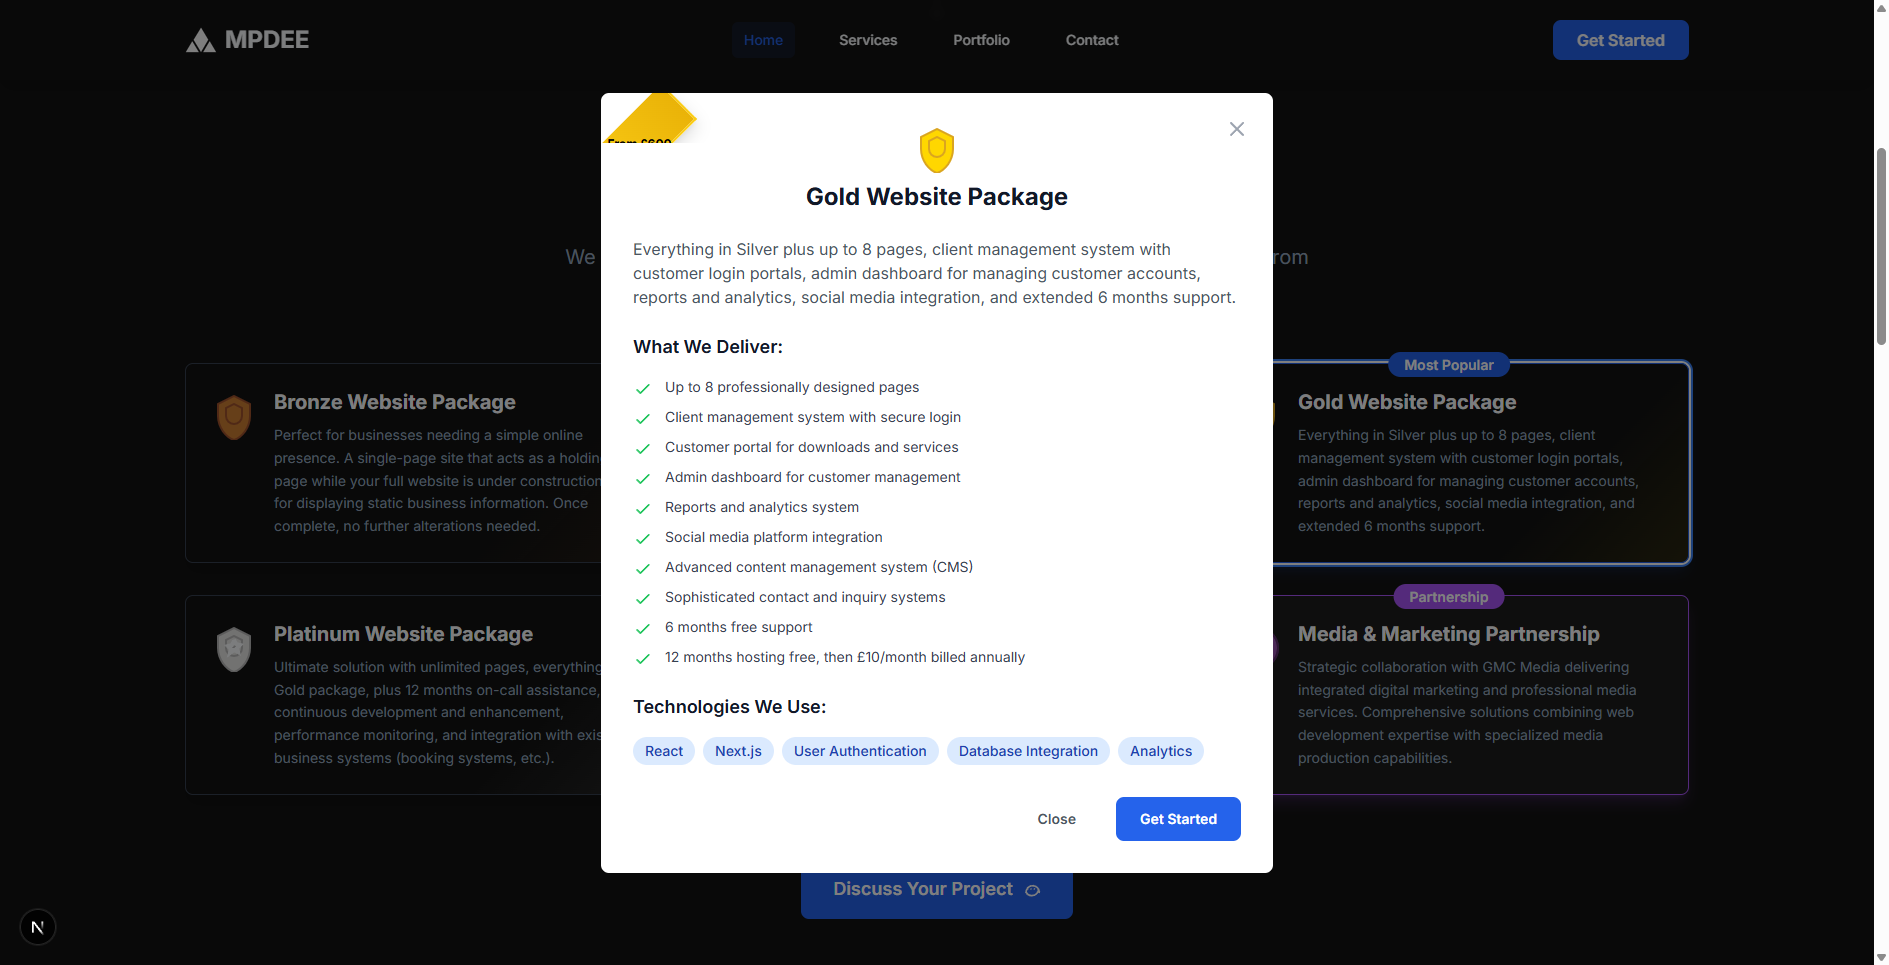 MPDEE
Home
Services
Portfolio
Contact
Get Started
From £699
Gold Website Package
Everything in Silver plus up to 8 pages, client management system with
customer login portals, admin dashboard for managing customer accounts,
reports and analytics, social media integration, and extended 6 months support.
What We Deliver:
Up to 8 professionally designed pages
Client management system with secure login
Customer portal for downloads and services
Admin dashboard for customer management
Reports and analytics system
Social media platform integration
Advanced content management system (CMS)
Sophisticated contact and inquiry systems
6 months free support
12 months hosting free, then £10/month billed annually
Technologies We Use:
React
Next.js
User Authentication
Database Integration
Analytics
Close
Get Started
We
rom
Bronze Website Package
Perfect for businesses needing a simple online
presence. A single-page site that acts as a holdin
page while your full website is under construction
for displaying static business information. Once
complete, no further alterations needed.
Most Popular
Gold Website Package
Everything in Silver plus up to 8 pages, client
management system with customer login portals,
admin dashboard for managing customer accounts,
reports and analytics, social media integration, and
extended 6 months support.
Platinum Website Package
Ultimate solution with unlimited pages, everything
Gold package, plus 12 months on-call assistance,
continuous development and enhancement,
performance monitoring, and integration with exis
business systems (booking systems, etc.).
Partnership
Media & Marketing Partnership
Strategic collaboration with GMC Media delivering
integrated digital marketing and professional media
services. Comprehensive solutions combining web
development expertise with specialized media
production capabilities.
Discuss Your Project
N